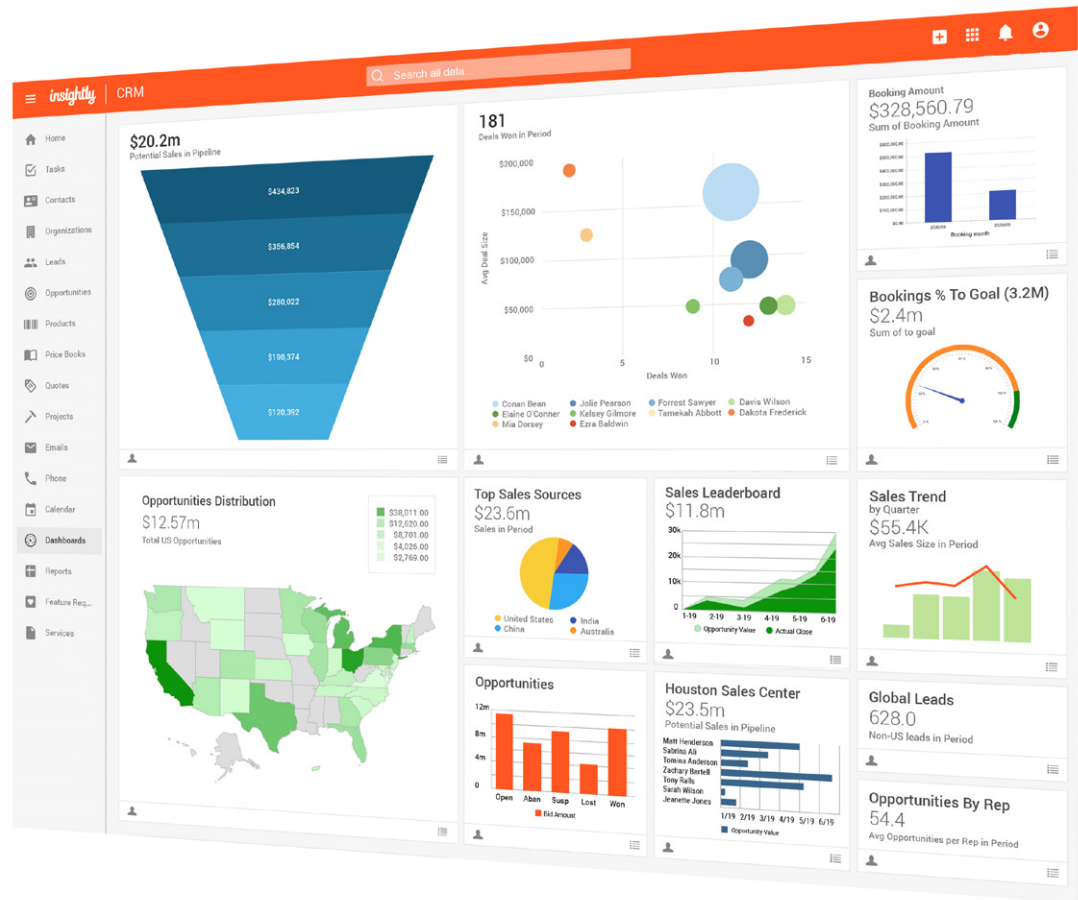 insightly CRM
Search all data...
Home
Tasks
Contacts
Organizations
Leads
Opportunities
Products
Price Books
Quotes
Projects
Emails
Phone
Calendar
Dashboards
Reports
Feature Req...
Services
$20.2m
Potential Sales in Pipeline
$434,823
$356,854
$280,022
$190,374
$120,392
181
Deals Won in Period
Avg Deal Size
$200,000
$150,000
$100,000
$50,000
$0
0 5 10 15
Deals Won
Conan Bean Jolie Pearson Forrest Sawyer Davis Wilson
Elaine O'Conner Kelsey Gilmore Tamekah Abbott Dakota Frederick
Mia Dorsey Ezra Baldwin
Booking Amount
$328,560.79
Sum of Booking Amount
Booking month
Bookings % To Goal (3.2M)
$2.4m
Sum of to goal
Opportunities Distribution
$12.57m
Total US Opportunities
$38,011.00
$12,020.00
$8,701.00
$4,026.00
$2,769.00
Top Sales Sources
$23.6m
Sales in Period
United States India
China Australia
Sales Leaderboard
$11.8m
30k
20k
10k
0
1-19 2-19 3-19 4-19 5-19 6-19
Opportunity Value Actual Close
Sales Trend
by Quarter
$55.4K
Avg Sales Size in Period
Opportunities
12m
8m
4m
0
Open Aban Susp Lost Won
Bid Amount
Houston Sales Center
$23.5m
Potential Sales in Pipeline
Matt Henderson
Sabrina Ali
Tomina Anderson
Zachary Bartell
Tony Ralls
Sarah Wilson
Jeanette Jones
1/19 2/19 3/19 4/19 5/19 6/19
Opportunity Value
Global Leads
628.0
Non-US leads in Period
Opportunities By Rep
54.4
Avg Opportunities per Rep in Period